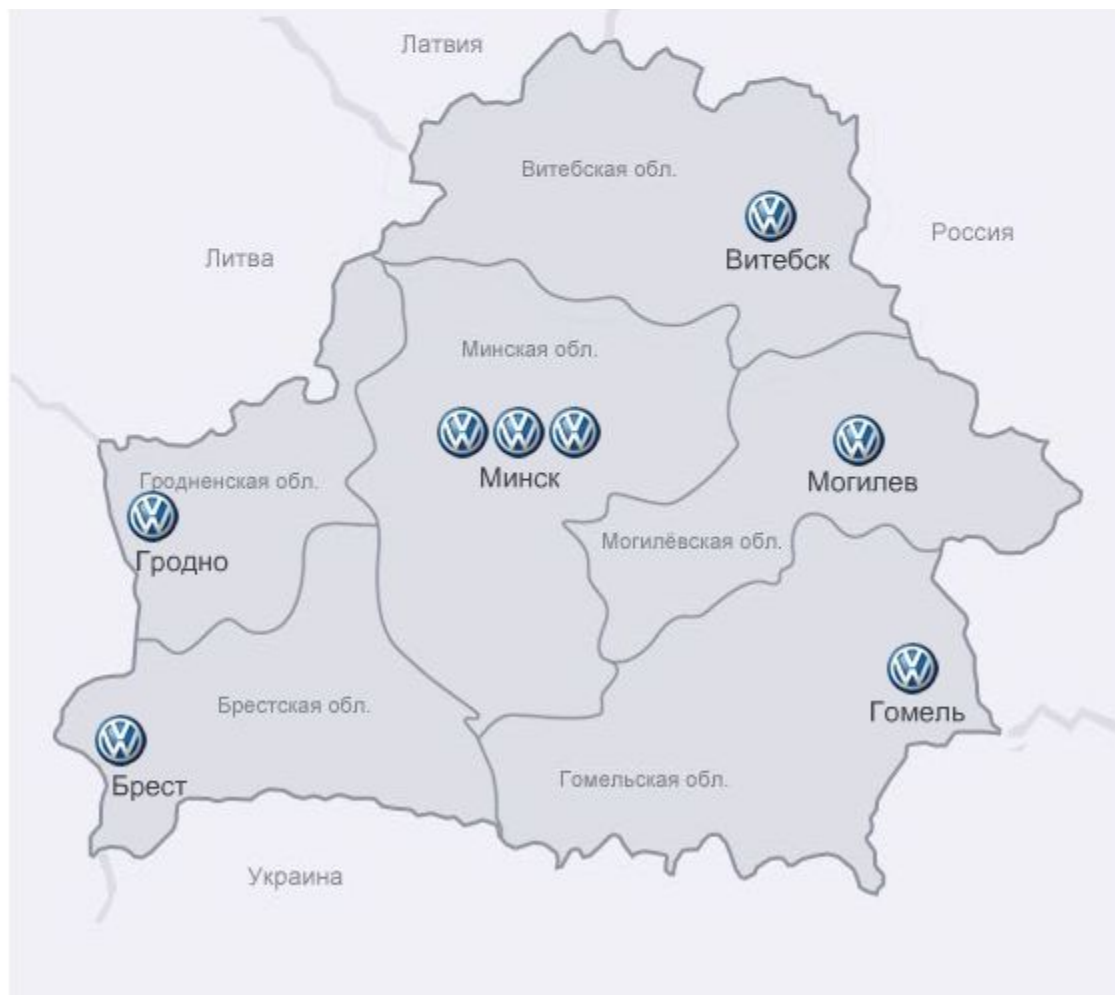 Латвия
Витебская обл.
Россия
Литва
Витебск
Минская обл.
Минск
Могилев
Гродненская обл.
Могилёвская обл.
Гродно
Брестская обл.
Гомель
Гомельская обл.
Брест
Украина